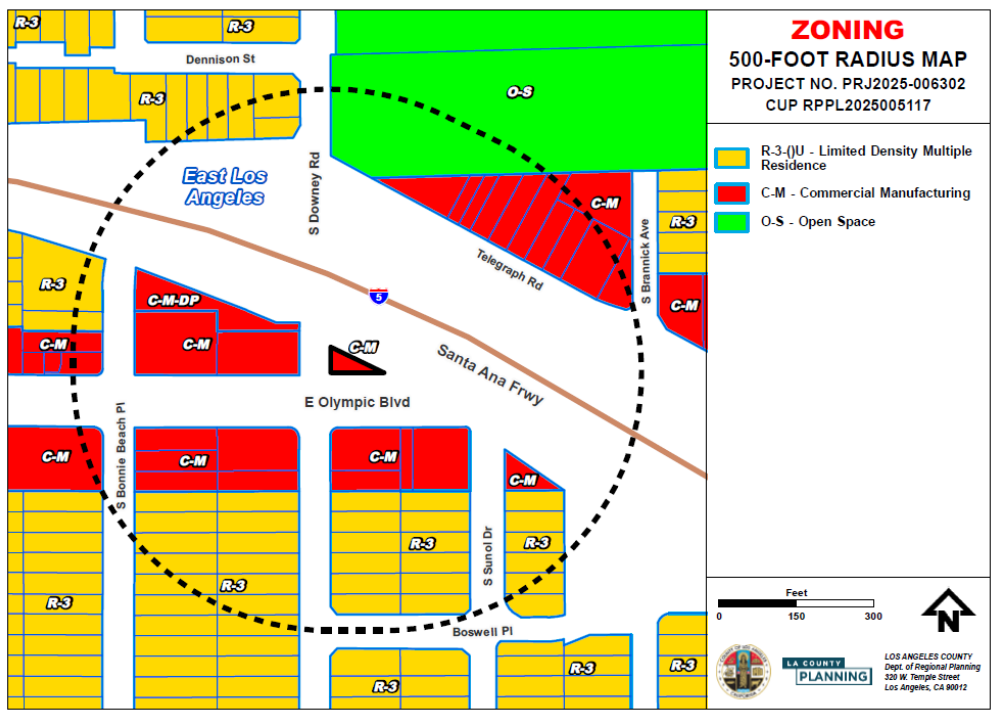 ZONING
500-FOOT RADIUS MAP
PROJECT NO. PRJ2025-006302
CUP RPPL2025005117
R-3-()U - Limited Density Multiple
Residence
C-M - Commercial Manufacturing
O-S - Open Space
R-3
R-3
Dennison St
R-3
O-S
East Los
Angeles
S Downey Rd
C-M
R-3
S Brannick Ave
Telegraph Rd
R-3
C-M-DP
5
C-M
C-M
C-M
C-M
Santa Ana Frwy
E Olympic Blvd
S Bonnie Beach Pl
C-M
C-M
C-M
C-M
R-3
R-3
S Sunol Dr
R-3
R-3
Boswell Pl
R-3
R-3
R-3
Feet
0 150 300
N
LA COUNTY
PLANNING
LOS ANGELES COUNTY
Dept. of Regional Planning
320 W. Temple Street
Los Angeles, CA 90012